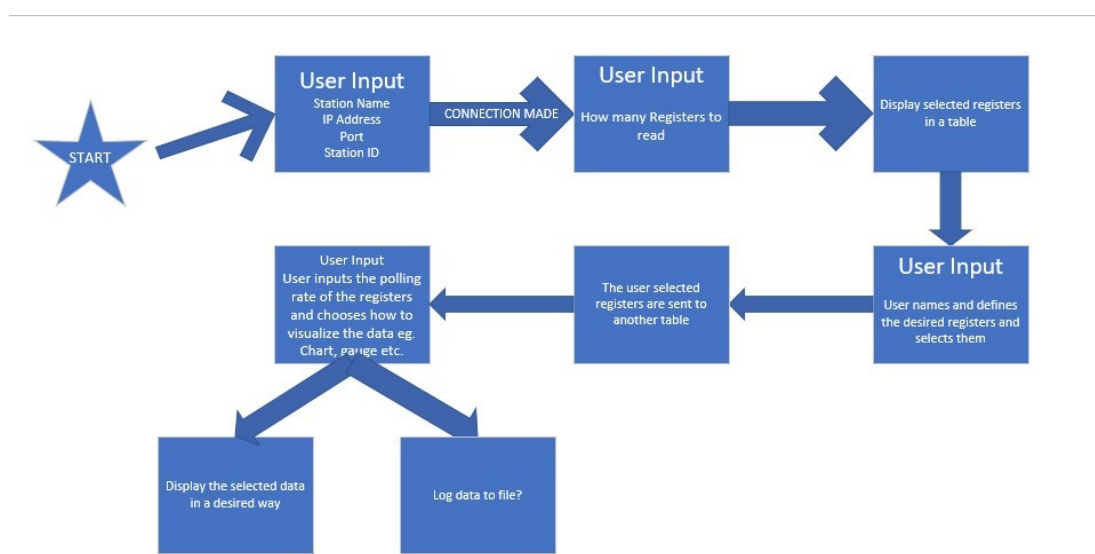 START
User Input
Station Name
IP Address
Port
Station ID
CONNECTION MADE
User Input
How many Registers to
read
Display selected registers
in a table
User Input
User names and defines
the desired registers and
selects them
The user selected
registers are sent to
another table
User Input
User inputs the polling
rate of the registers
and chooses how to
visualize the data eg.
Chart, gauge etc.
Display the selected data
in a desired way
Log data to file?